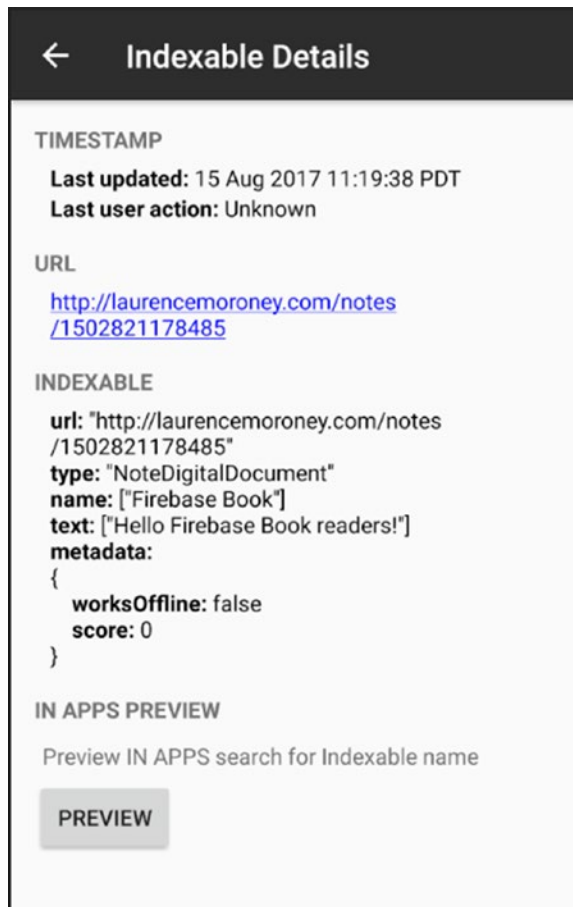 Indexable Details
TIMESTAMP
Last updated: 15 Aug 2017 11:19:38 PDT
Last user action: Unknown
URL
http://laurencemoroney.com/notes
/1502821178485
INDEXABLE
url: "http://laurencemoroney.com/notes
/1502821178485"
type: "NoteDigitalDocument"
name: ["Firebase Book"]
text: ["Hello Firebase Book readers!"]
metadata:
{
worksOffline: false
score: 0
}
IN APPS PREVIEW
Preview IN APPS search for Indexable name
PREVIEW